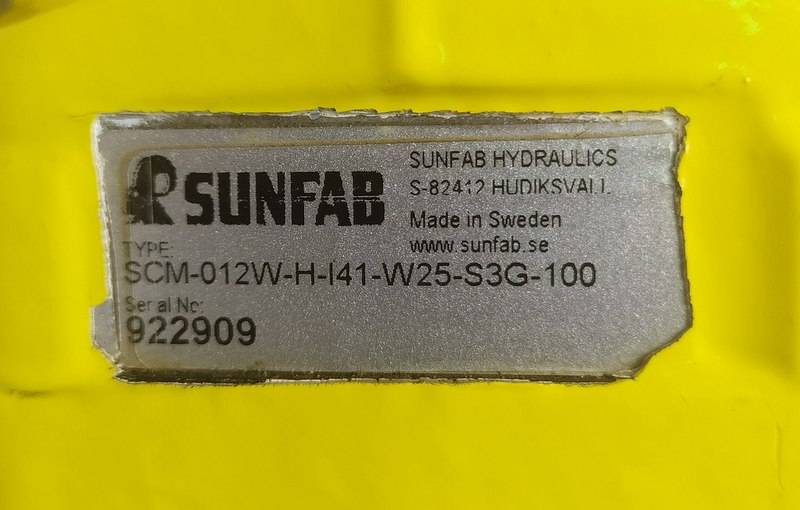 SUNFAB
SUNFAB HYDRAULICS
S-82412 HUDIKSVALL
Made in Sweden
www.sunfab.se
TYPE:
SCM-012W-H-I41-W25-S3G-100
Serial No:
922909